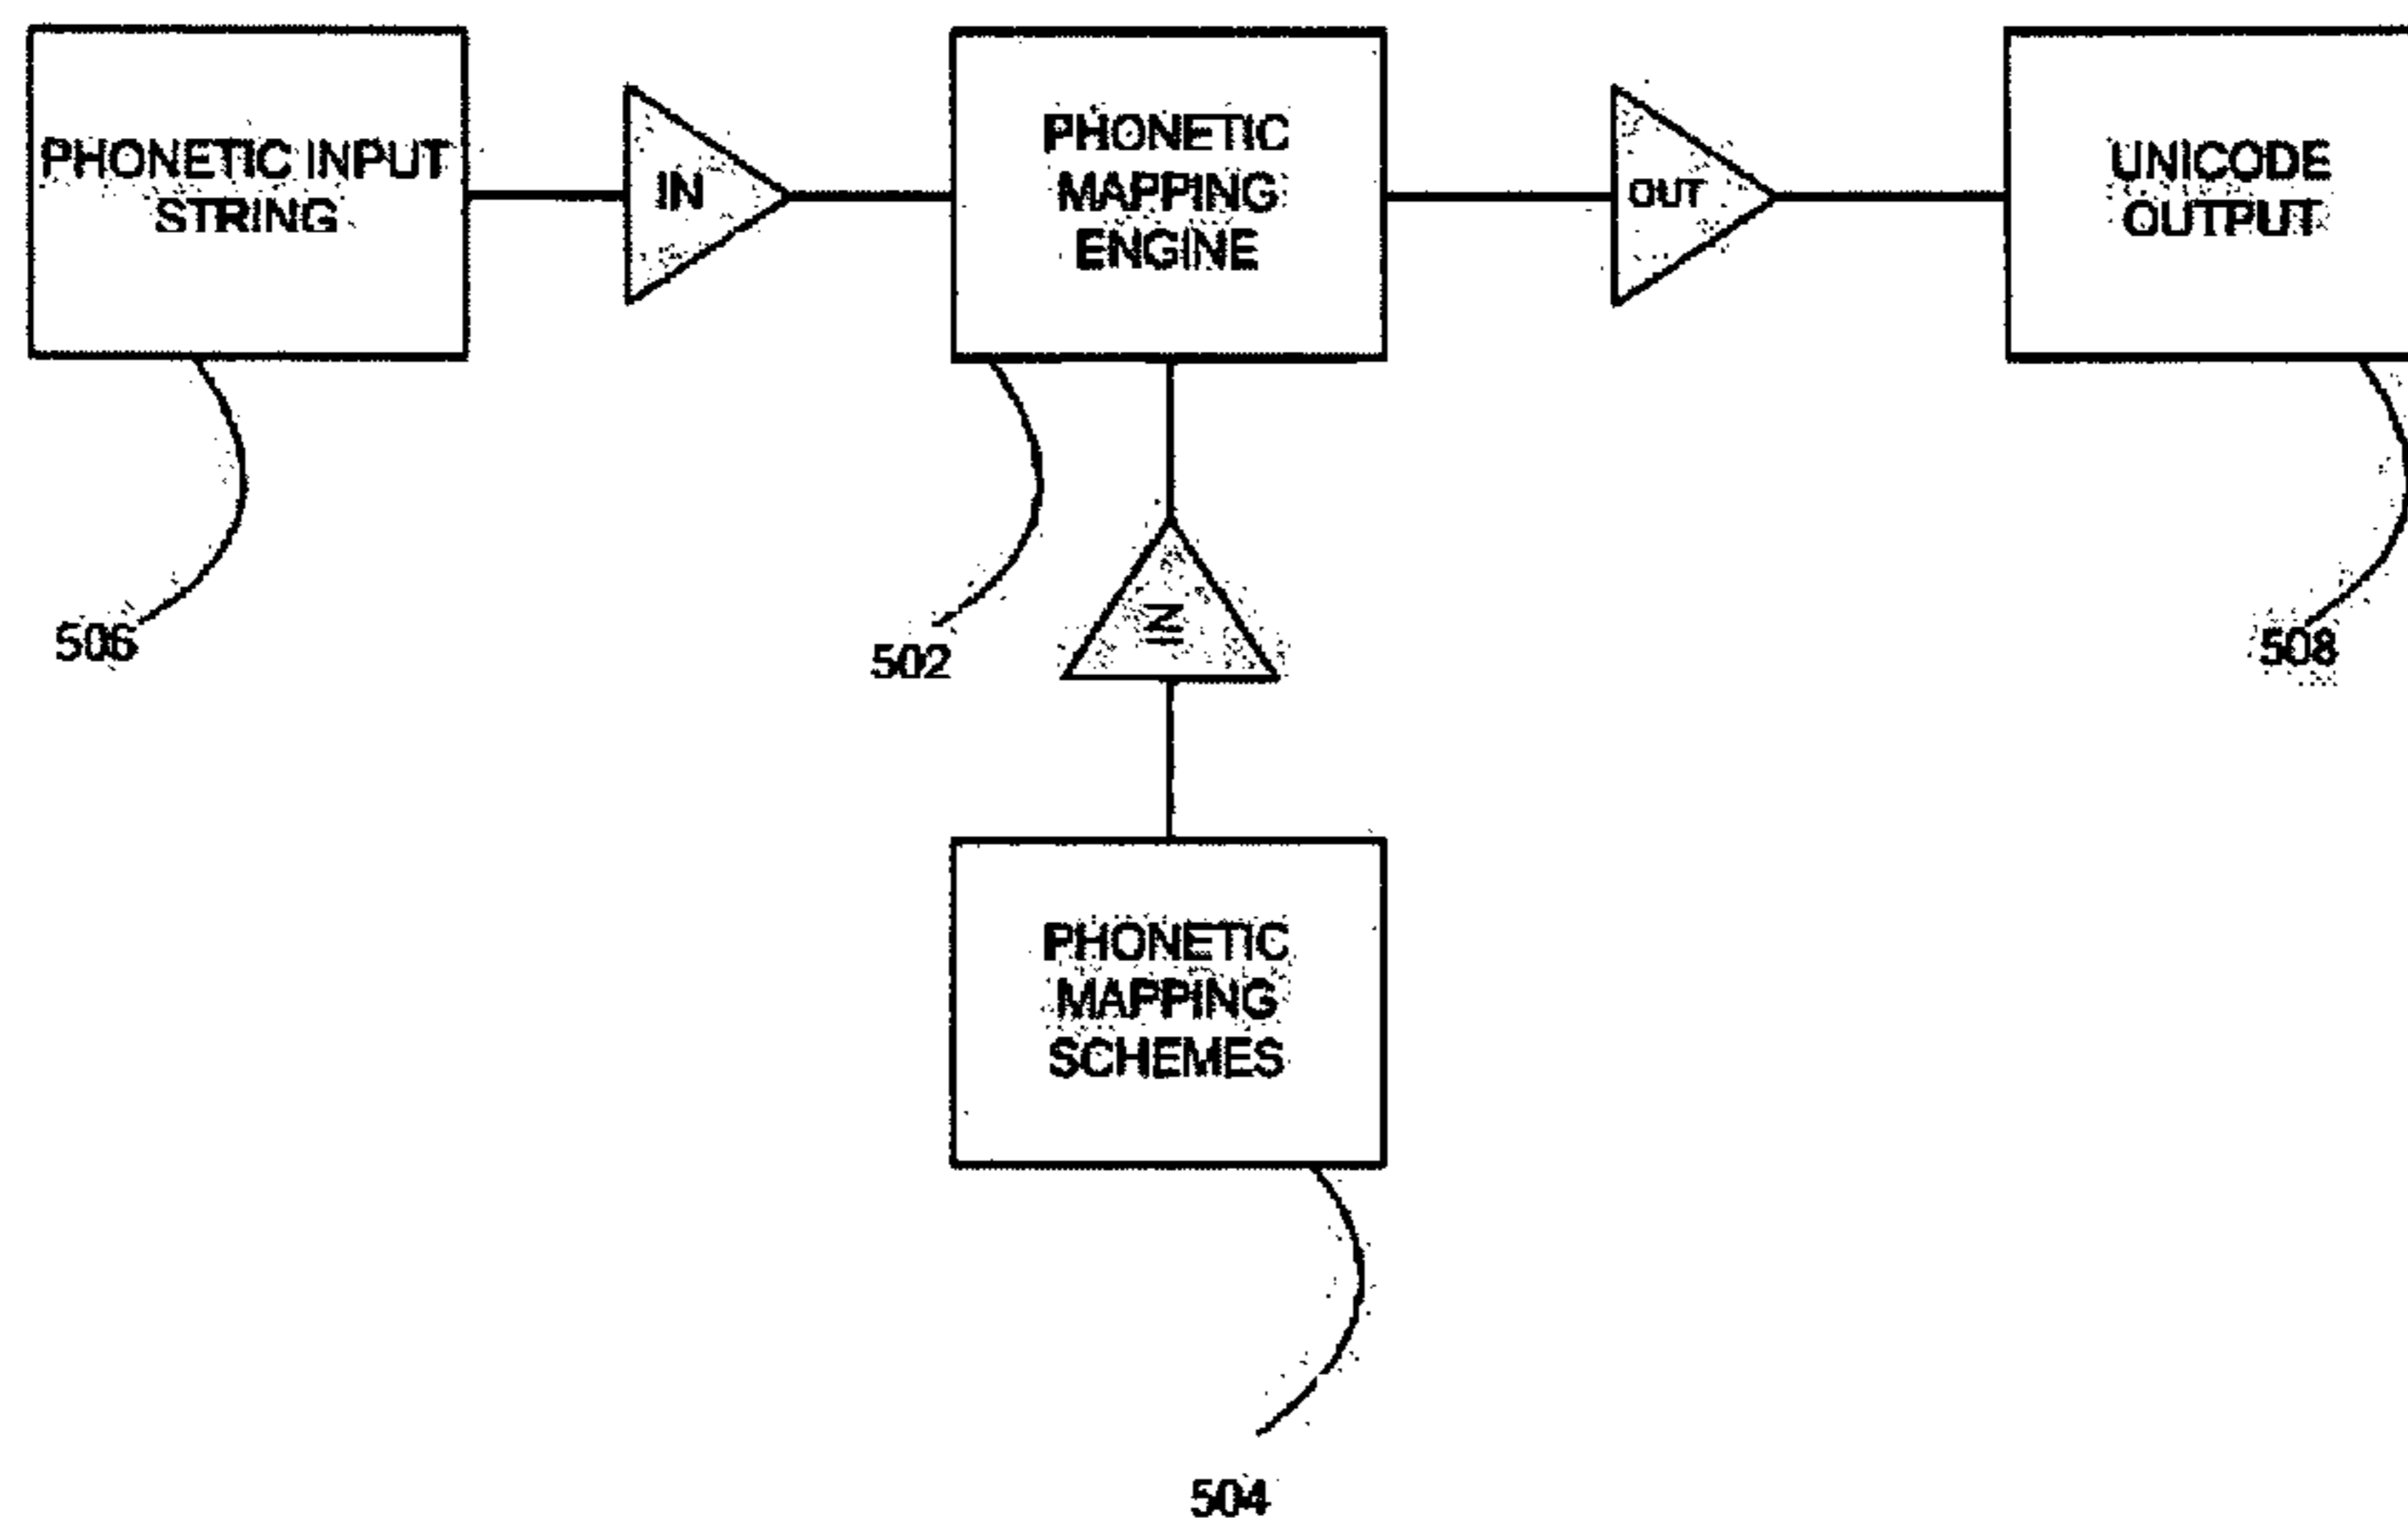 PHONETIC INPUT
STRING
IN
PHONETIC
MAPPING
ENGINE
OUT
UNICODE
OUTPUT
506
502
IN
508
PHONETIC
MAPPING
SCHEMES
504